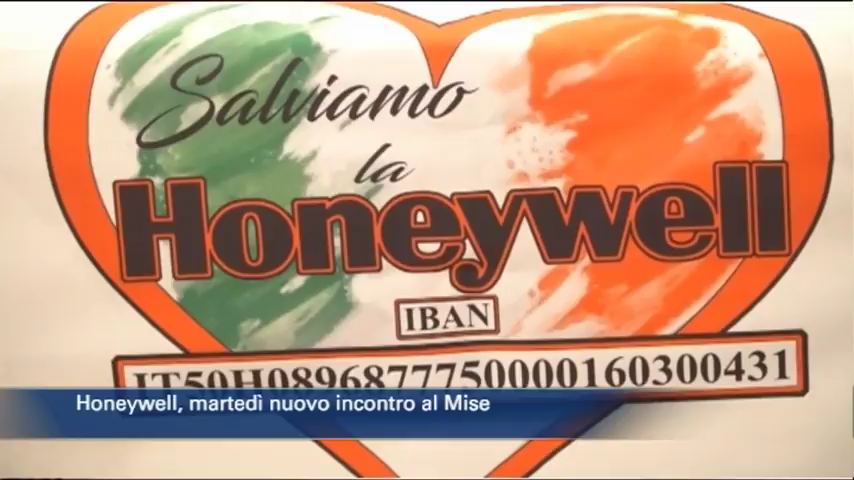 Salviamo
la
Honeywell
IBAN
IT50H0896877750000160300431
Honeywell, martedì nuovo incontro al Mise